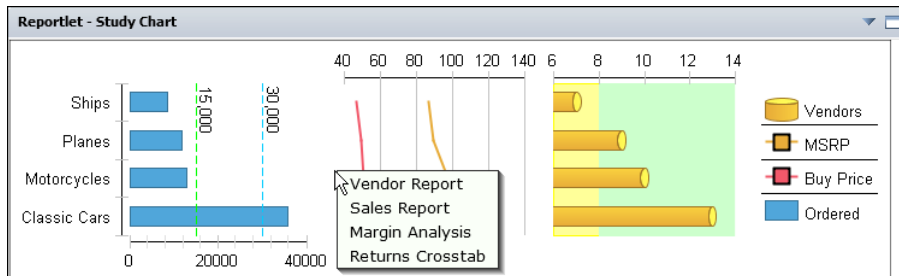 Reportlet - Study Chart
40 60 80 100 120 140
6 8 10 12 14
Ships
Planes
Motorcycles
Classic Cars
15,000
30,000
0 20000 40000
Vendor Report
Sales Report
Margin Analysis
Returns Crosstab
Vendors
MSRP
Buy Price
Ordered